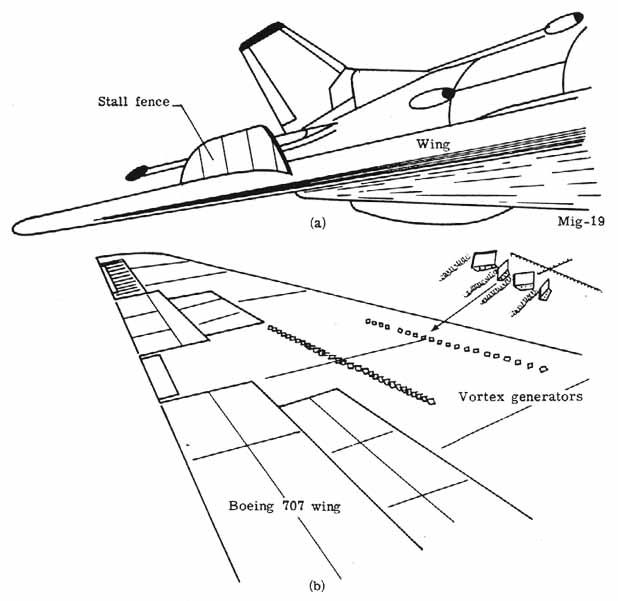 Stall fence
Wing
(a)
Mig-19
Vortex generators
Boeing 707 wing
(b)